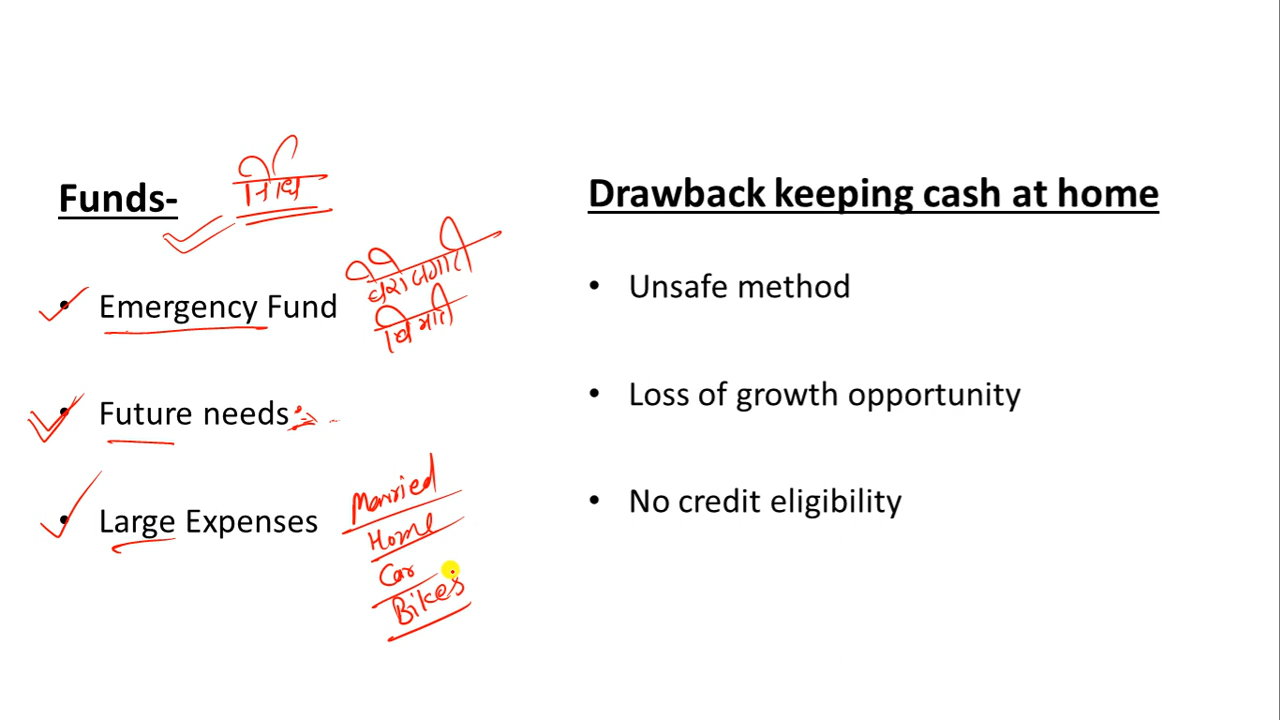 Funds-
निधि
Emergency Fund
बेरोजगारी
बिमारी
Future needs
Large Expenses
Married
Home
Car
Bikes
Drawback keeping cash at home
• Unsafe method
• Loss of growth opportunity
• No credit eligibility